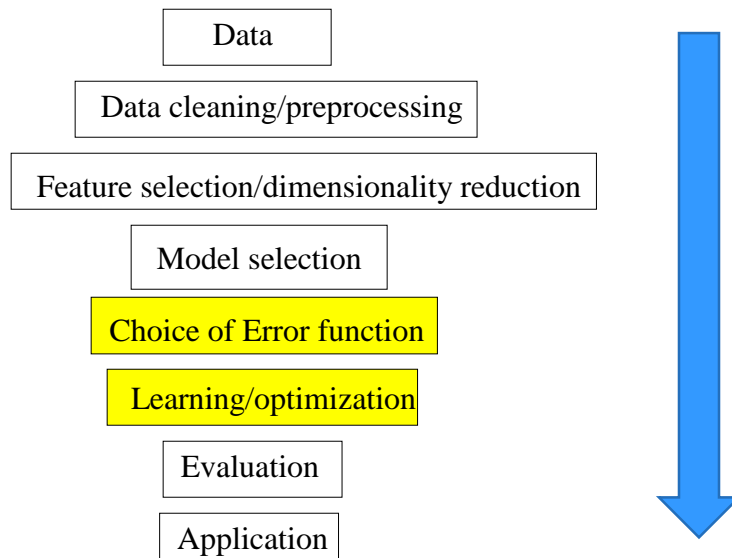 Data
Data cleaning/preprocessing
Feature selection/dimensionality reduction
Model selection
Choice of Error function
Learning/optimization
Evaluation
Application